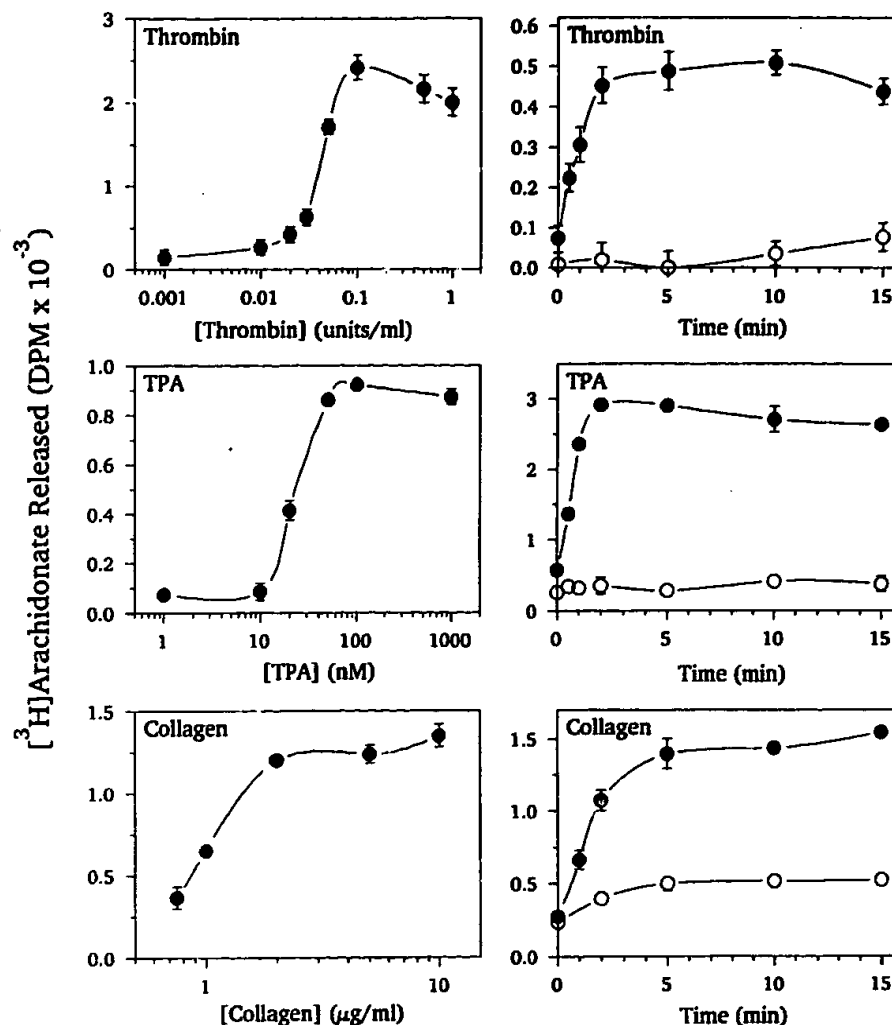 [³H]Arachidonate Released (DPM x 10⁻³)
Thrombin
3
2
1
0
0.001 0.01 0.1 1
[Thrombin] (units/ml)
Thrombin
0.6
0.5
0.4
0.3
0.2
0.1
0.0
0 5 10 15
Time (min)
TPA
1.0
0.8
0.6
0.4
0.2
0.0
1 10 100 1000
[TPA] (nM)
TPA
3
2
1
0
0 5 10 15
Time (min)
Collagen
1.5
1.0
0.5
0.0
1 10
[Collagen] (μg/ml)
Collagen
1.5
1.0
0.5
0.0
0 5 10 15
Time (min)